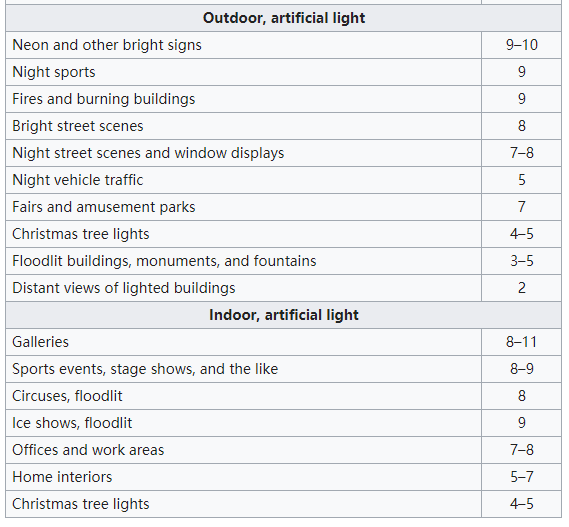 Outdoor, artificial light
Neon and other bright signs 9–10
Night sports 9
Fires and burning buildings 9
Bright street scenes 8
Night street scenes and window displays 7–8
Night vehicle traffic 5
Fairs and amusement parks 7
Christmas tree lights 4–5
Floodlit buildings, monuments, and fountains 3–5
Distant views of lighted buildings 2
Indoor, artificial light
Galleries 8–11
Sports events, stage shows, and the like 8–9
Circuses, floodlit 8
Ice shows, floodlit 9
Offices and work areas 7–8
Home interiors 5–7
Christmas tree lights 4–5